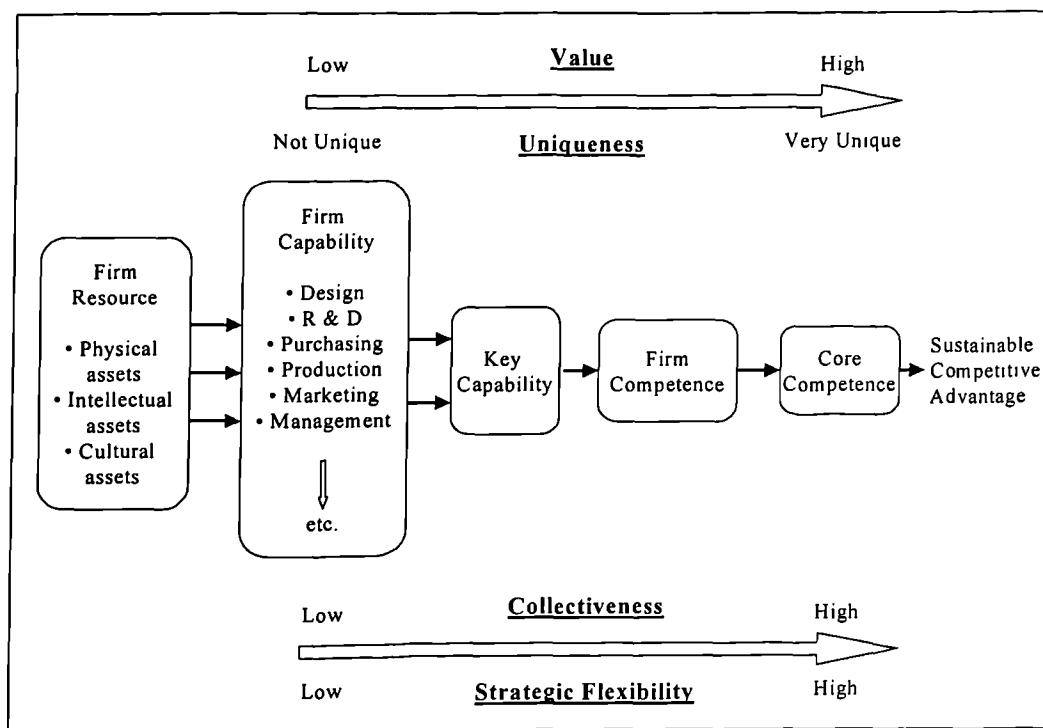 Low Value High
Not Unique Uniqueness Very Unique
Firm
Resource
• Physical
assets
• Intellectual
assets
• Cultural
assets
Firm
Capability
• Design
• R & D
• Purchasing
• Production
• Marketing
• Management
etc.
Key
Capability
Firm
Competence
Core
Competence
Sustainable
Competitive
Advantage
Low Collectiveness High
Low Strategic Flexibility High